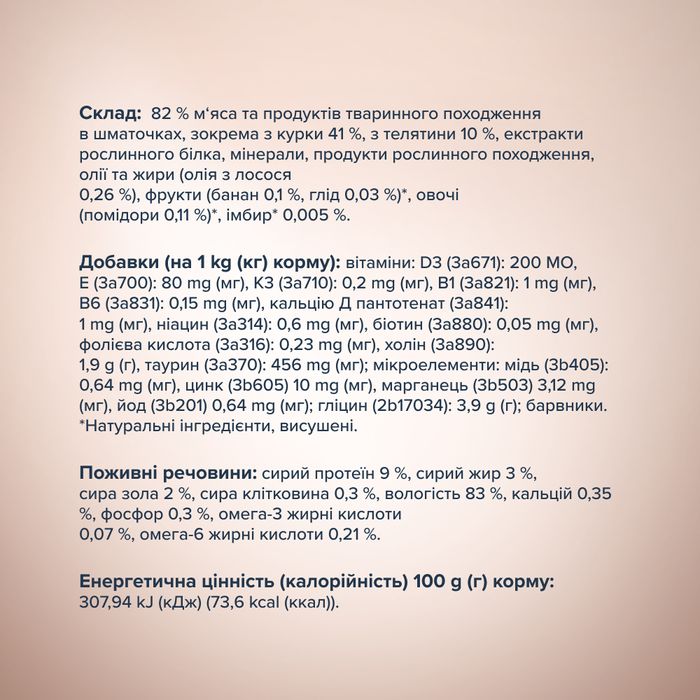 Склад: 82 % м‘яса та продуктів тваринного походження
в шматочках, зокрема з курки 41 %, з телятини 10 %, екстракти
рослинного білка, мінерали, продукти рослинного походження,
олії та жири (олія з лосося
0,26 %), фрукти (банан 0,1 %, глід 0,03 %)*, овочі
(помідори 0,11 %)*, імбир* 0,005 %.
Добавки (на 1 kg (кг) корму): вітаміни: D3 (3a671): 200 МО,
Е (3a700): 80 mg (мг), К3 (3a710): 0,2 mg (мг), В1 (3a821): 1 mg (мг),
В6 (3a831): 0,15 mg (мг), кальцію Д пантотенат (3a841):
1 mg (мг), ніацин (3a314): 0,6 mg (мг), біотин (3a880): 0,05 mg (мг),
фолієва кислота (3a316): 0,23 mg (мг), холін (3a890):
1,9 g (г), таурин (3a370): 456 mg (мг); мікроелементи: мідь (3b405):
0,64 mg (мг), цинк (3b605) 10 mg (мг), марганець (3b503) 3,12 mg
(мг), йод (3b201) 0,64 mg (мг); гліцин (2b17034): 3,9 g (г); барвники.
*Натуральні інгредієнти, висушені.
Поживні речовини: сирий протеїн 9 %, сирий жир 3 %,
сира зола 2 %, сира клітковина 0,3 %, вологість 83 %, кальцій 0,35
%, фосфор 0,3 %, омега-3 жирні кислоти
0,07 %, омега-6 жирні кислоти 0,21 %.
Енергетична цінність (калорійність) 100 g (г) корму:
307,94 kJ (кДж) (73,6 kcal (ккал)).